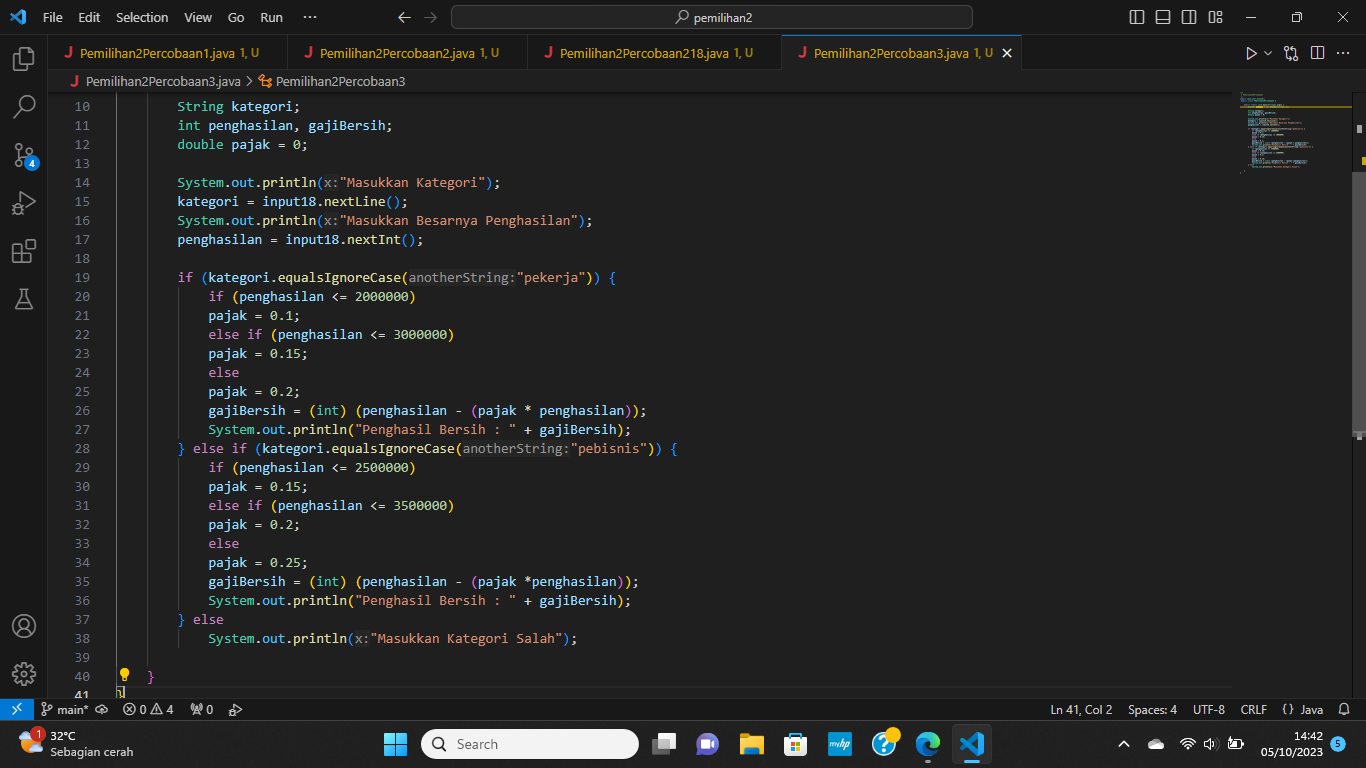 File Edit Selection View Go Run ··· ← → pemilihan2
J Pemilihan2Percobaan1.java 1, U J Pemilihan2Percobaan2.java 1, U J Pemilihan2Percobaan218.java 1, U J Pemilihan2Percobaan3.java 1, U
J Pemilihan2Percobaan3.java > Pemilihan2Percobaan3
10 String kategori;
11 int penghasilan, gajiBersih;
12 double pajak = 0;
13
14 System.out.println(x:"Masukkan Kategori");
15 kategori = input18.nextLine();
16 System.out.println(x:"Masukkan Besarnya Penghasilan");
17 penghasilan = input18.nextInt();
18
19 if (kategori.equalsIgnoreCase(anotherString:"pekerja")) {
20 if (penghasilan <= 2000000)
21 pajak = 0.1;
22 else if (penghasilan <= 3000000)
23 pajak = 0.15;
24 else
25 pajak = 0.2;
26 gajiBersih = (int) (penghasilan - (pajak * penghasilan));
27 System.out.println("Penghasil Bersih : " + gajiBersih);
28 } else if (kategori.equalsIgnoreCase(anotherString:"pebisnis")) {
29 if (penghasilan <= 2500000)
30 pajak = 0.15;
31 else if (penghasilan <= 3500000)
32 pajak = 0.2;
33 else
34 pajak = 0.25;
35 gajiBersih = (int) (penghasilan - (pajak *penghasilan));
36 System.out.println("Penghasil Bersih : " + gajiBersih);
37 } else
38 System.out.println(x:"Masukkan Kategori Salah");
39
40 }
41 }
4
main* 0 4 0 Ln 41, Col 2 Spaces: 4 UTF-8 CRLF {} Java
1 32°C
Sebagian cerah
Search
myhp
14:42
05/10/2023
5